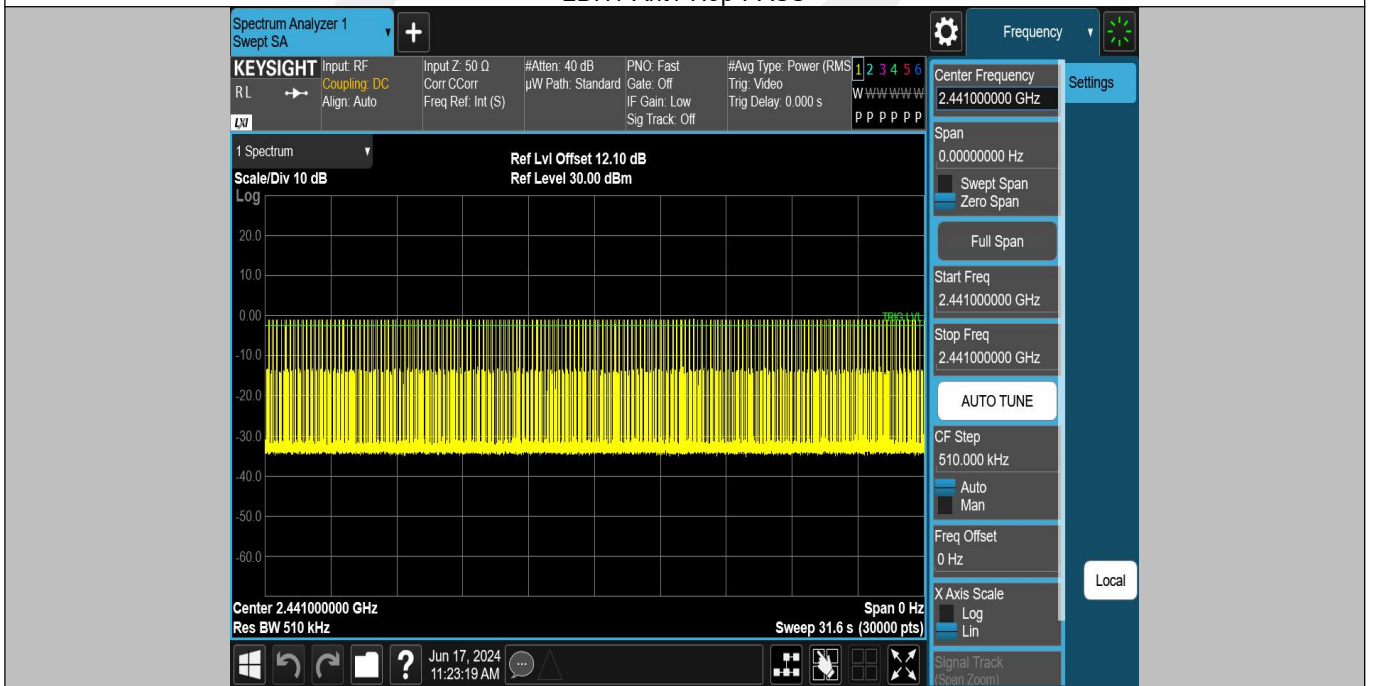 Spectrum Analyzer 1
Swept SA
Frequency
KEYSIGHT
RL
LXI
Input: RF
Coupling: DC
Align: Auto
Input Z: 50 Ω
Corr CCorr
Freq Ref: Int (S)
#Atten: 40 dB
µW Path: Standard
PNO: Fast
Gate: Off
IF Gain: Low
Sig Track: Off
#Avg Type: Power (RMS
Trig: Video
Trig Delay: 0.000 s
1 2 3 4 5 6
W W W W W W
P P P P P P
1 Spectrum
Scale/Div 10 dB
Log
Ref Lvl Offset 12.10 dB
Ref Level 30.00 dBm
20.0
10.0
0.00
TRIG LVL
-10.0
-20.0
-30.0
-40.0
-50.0
-60.0
Center 2.441000000 GHz
Res BW 510 kHz
Span 0 Hz
Sweep 31.6 s (30000 pts)
Center Frequency
2.441000000 GHz
Settings
Span
0.00000000 Hz
Swept Span
Zero Span
Full Span
Start Freq
2.441000000 GHz
Stop Freq
2.441000000 GHz
AUTO TUNE
CF Step
510.000 kHz
Auto
Man
Freq Offset
0 Hz
X Axis Scale
Log
Lin
Signal Track
(Span Zoom)
Local
?
Jun 17, 2024
11:23:19 AM